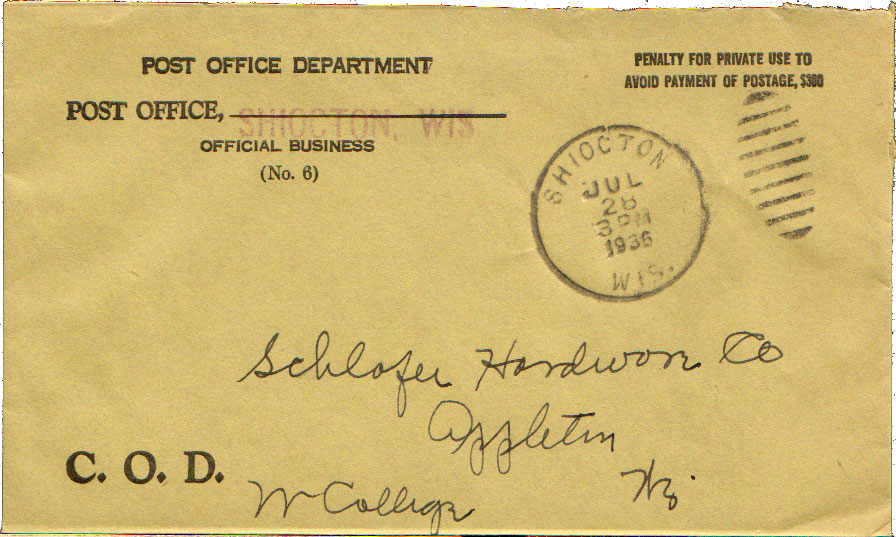 POST OFFICE DEPARTMENT
PENALTY FOR PRIVATE USE TO
AVOID PAYMENT OF POSTAGE, $300
POST OFFICE, SHIOCTON, WIS
OFFICIAL BUSINESS
(No. 6)
SHIOCTON
JUL
28
3 PM
1936
WIS.
Schlafer Hardware Co
Appleton
Wis.
C. O. D.
W College